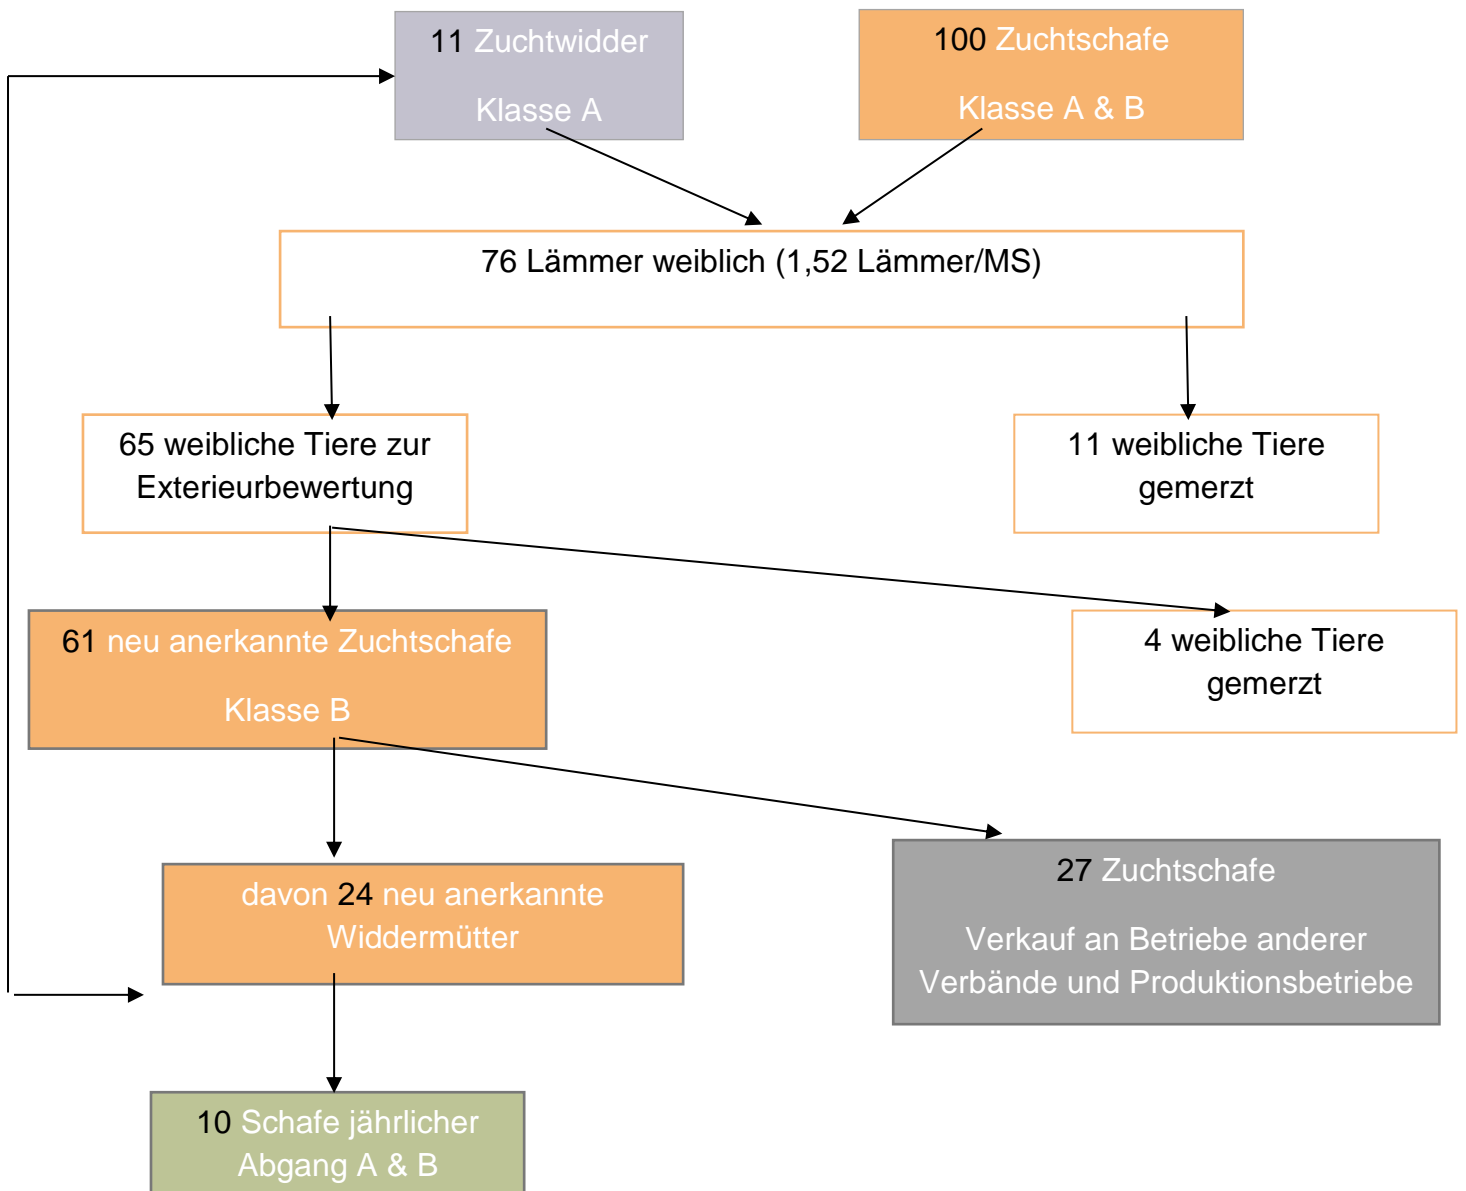 11 Zuchtwidder
Klasse A
100 Zuchtschafe
Klasse A & B
76 Lämmer weiblich (1,52 Lämmer/MS)
65 weibliche Tiere zur
Exterieurbewertung
11 weibliche Tiere
gemerzt
61 neu anerkannte Zuchtschafe
Klasse B
4 weibliche Tiere
gemerzt
davon 24 neu anerkannte
Widdermütter
27 Zuchtschafe
Verkauf an Betriebe anderer
Verbände und Produktionsbetriebe
10 Schafe jährlicher
Abgang A & B